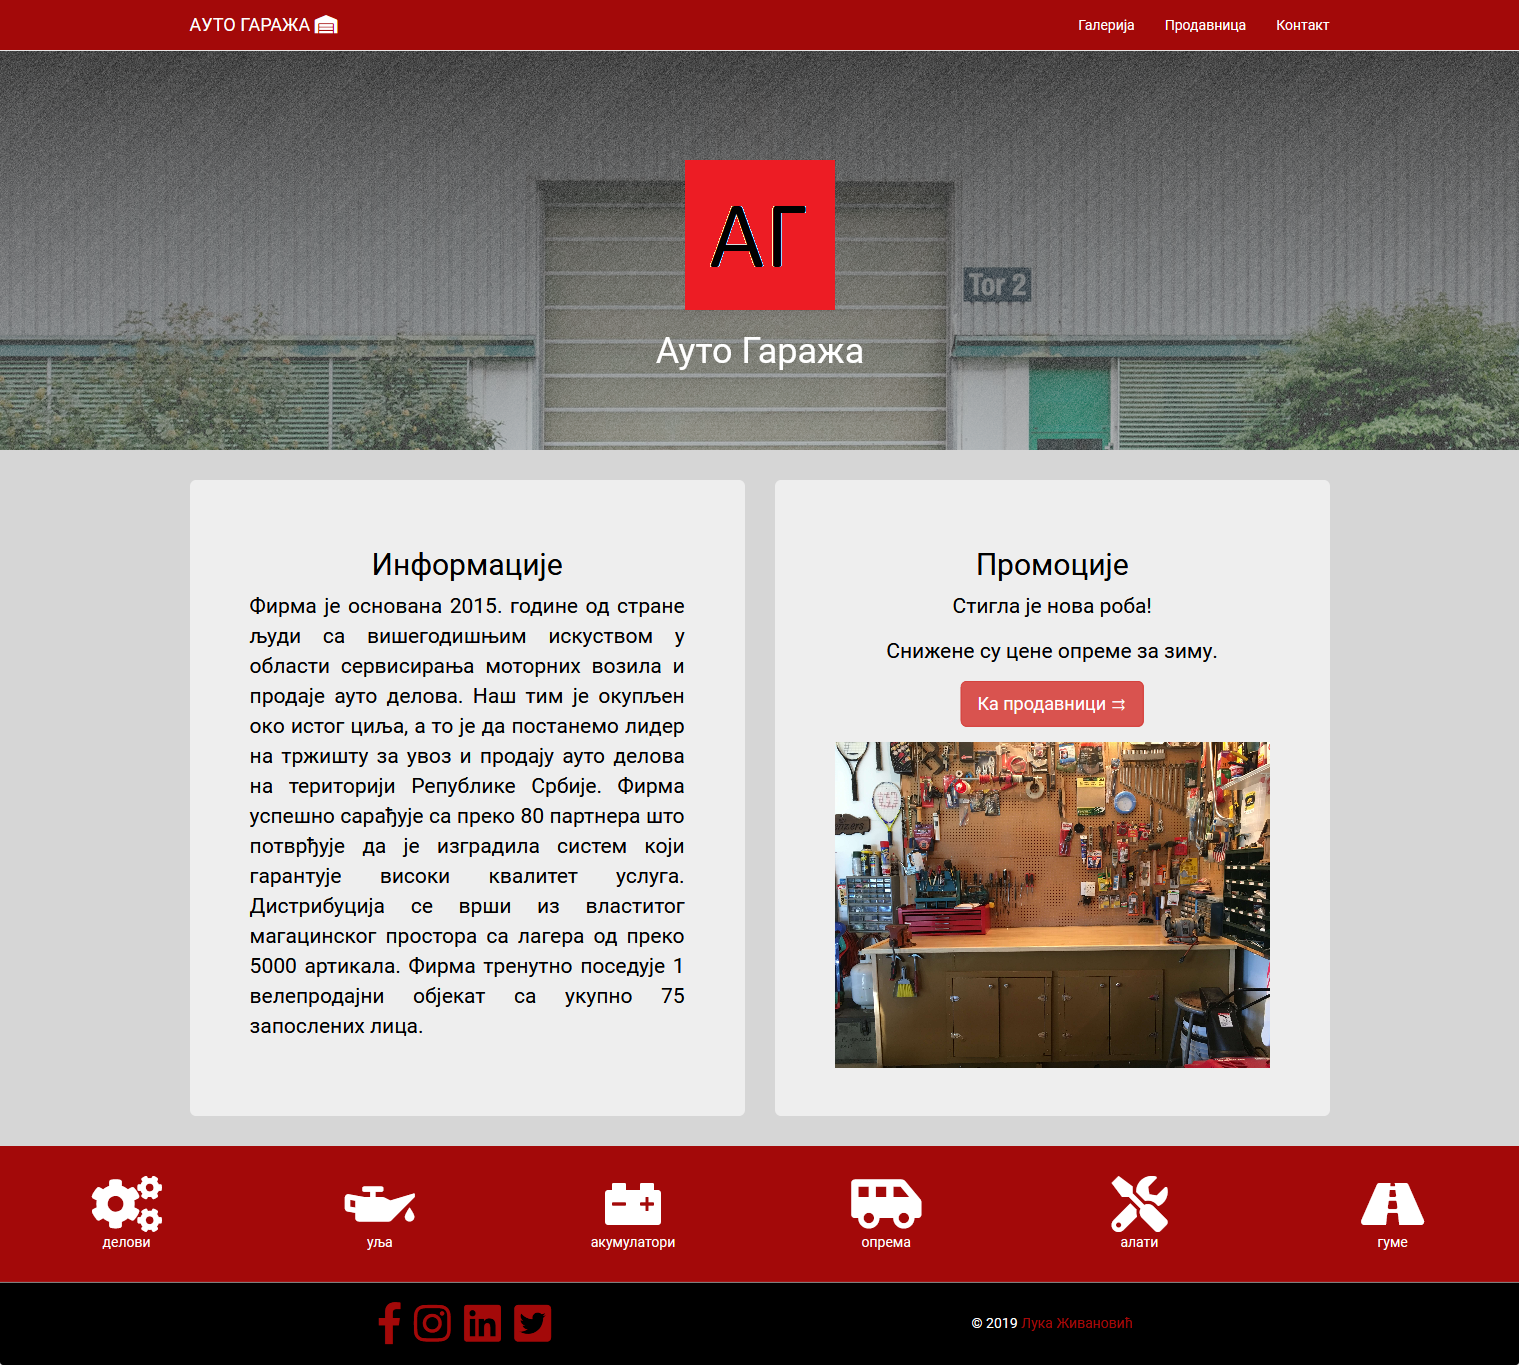 АУТО ГАРАЖА
Галерија Продавница Контакт
АГ
Tor 2
Ауто Гаража
Информације
Фирма је основана 2015. године од стране
људи са вишегодишњим искуством у
области сервисирања моторних возила и
продаје ауто делова. Наш тим је окупљен
око истог циља, а то је да постанемо лидер
на тржишту за увоз и продају ауто делова
на територији Републике Србије. Фирма
успешно сарађује са преко 80 партнера што
потврђује да је изградила систем који
гарантује високи квалитет услуга.
Дистрибуција се врши из властитог
магацинског простора са лагера од преко
5000 артикала. Фирма тренутно поседује 1
велепродајни објекат са укупно 75
запослених лица.
Промоције
Стигла је нова роба!
Снижене су цене опреме за зиму.
Ка продавници ⇉
делови
уља
акумулатори
опрема
алати
гуме
© 2019 Лука Живановић